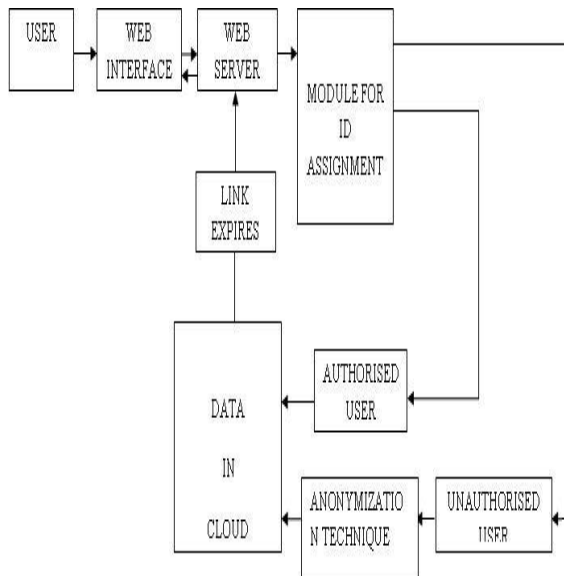 USER
WEB
INTERFACE
WEB
SERVER
MODULE FOR
ID
ASSIGNMENT
LINK
EXPIRES
DATA
IN
CLOUD
AUTHORISED
USER
ANONYMIZATIO
N TECHNIQUE
UNAUTHORISED
USER